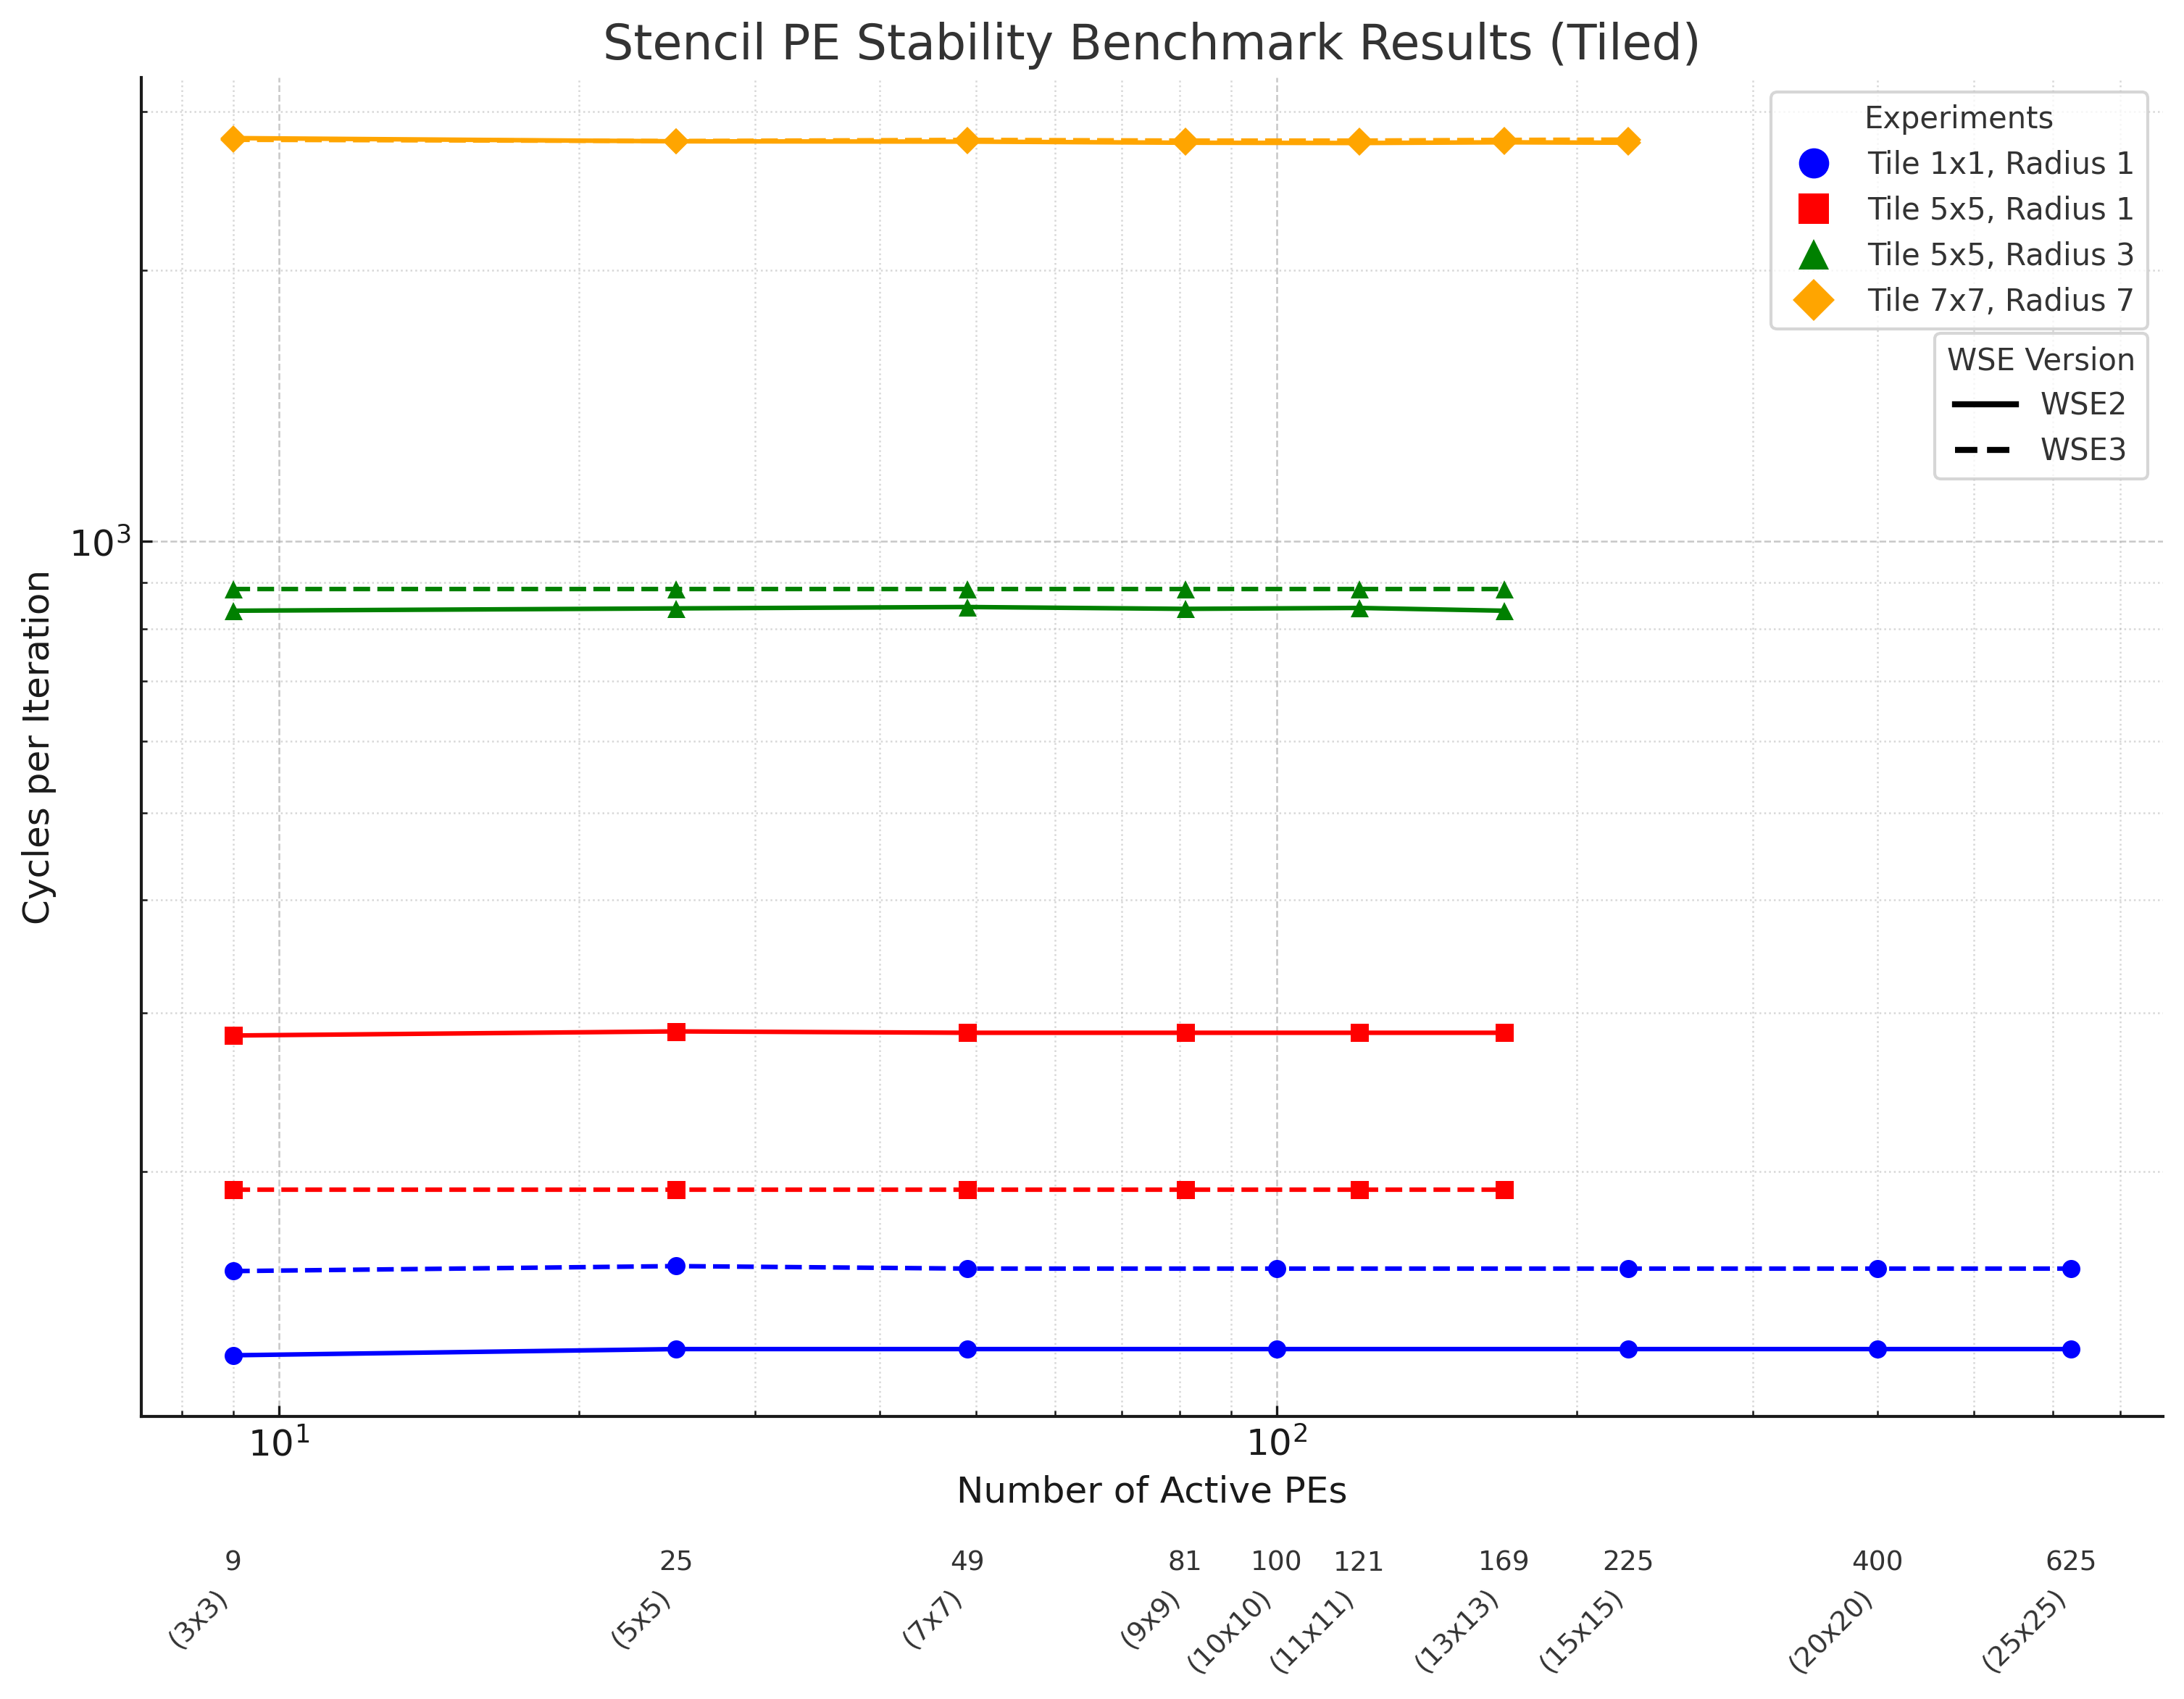 Stencil PE Stability Benchmark Results (Tiled)
Experiments
Tile 1x1, Radius 1
Tile 5x5, Radius 1
Tile 5x5, Radius 3
Tile 7x7, Radius 7
WSE Version
WSE2
WSE3
10³
Cycles per Iteration
10¹ 10²
Number of Active PEs
9 25 49 81 100 121 169 225 400 625
(3x3) (5x5) (7x7) (9x9) (10x10) (11x11) (13x13) (15x15) (20x20) (25x25)